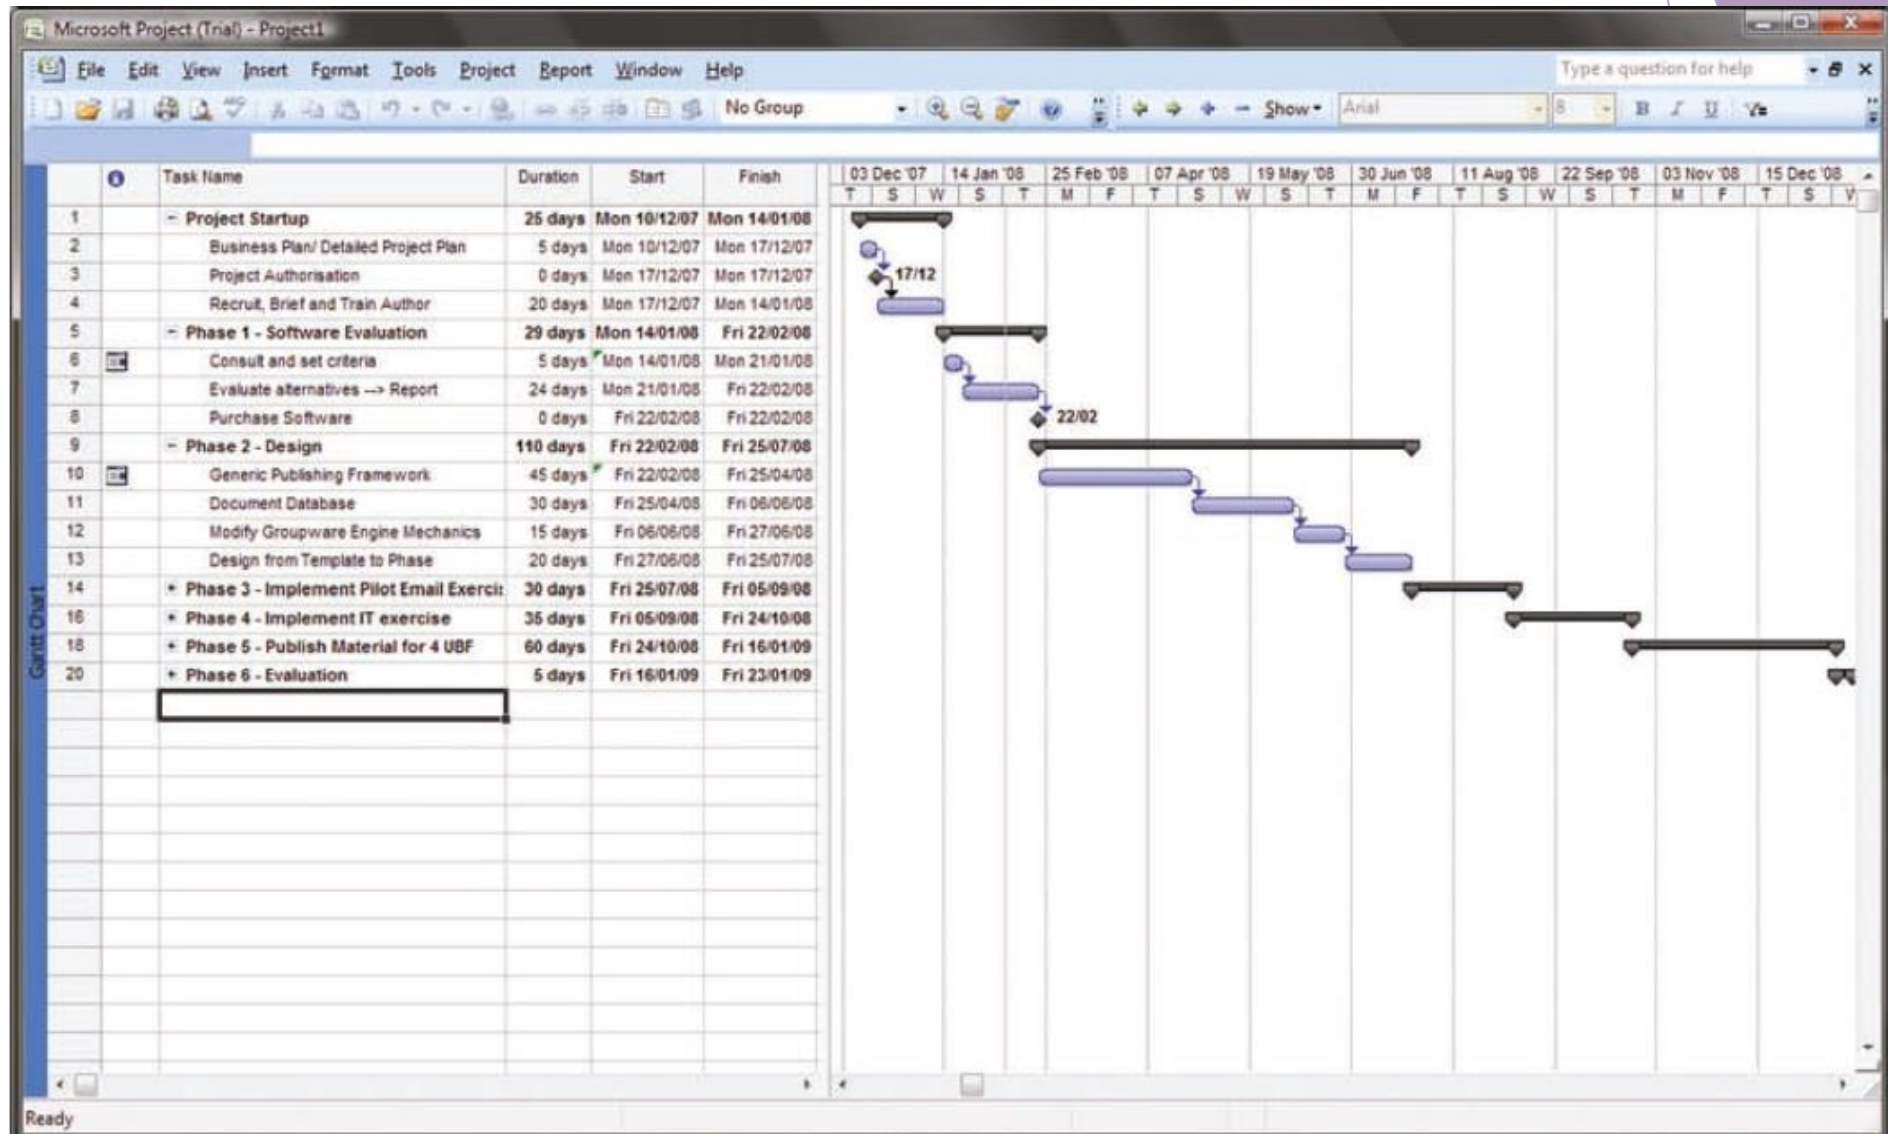 Microsoft Project (Trial) - Project1
File Edit View Insert Format Tools Project Report Window Help Type a question for help
No Group Show Arial 8 B I U
Task Name Duration Start Finish 03 Dec '07 14 Jan '08 25 Feb '08 07 Apr '08 19 May '08 30 Jun '08 11 Aug '08 22 Sep '08 03 Nov '08 15 Dec '08
T S W S T M F T S W S T M F T S W S T M F T S W
1 Project Startup 25 days Mon 10/12/07 Mon 14/01/08
2 Business Plan/ Detailed Project Plan 5 days Mon 10/12/07 Mon 17/12/07
3 Project Authorisation 0 days Mon 17/12/07 Mon 17/12/07 17/12
4 Recruit, Brief and Train Author 20 days Mon 17/12/07 Mon 14/01/08
5 Phase 1 - Software Evaluation 29 days Mon 14/01/08 Fri 22/02/08
6 Consult and set criteria 5 days Mon 14/01/08 Mon 21/01/08
7 Evaluate alternatives --> Report 24 days Mon 21/01/08 Fri 22/02/08
8 Purchase Software 0 days Fri 22/02/08 Fri 22/02/08 22/02
9 Phase 2 - Design 110 days Fri 22/02/08 Fri 25/07/08
10 Generic Publishing Framework 45 days Fri 22/02/08 Fri 25/04/08
11 Document Database 30 days Fri 25/04/08 Fri 06/06/08
12 Modify Groupware Engine Mechanics 15 days Fri 06/06/08 Fri 27/06/08
13 Design from Template to Phase 20 days Fri 27/06/08 Fri 25/07/08
14 Phase 3 - Implement Pilot Email Exercis 30 days Fri 25/07/08 Fri 05/09/08
16 Phase 4 - Implement IT exercise 35 days Fri 05/09/08 Fri 24/10/08
18 Phase 5 - Publish Material for 4 UBF 60 days Fri 24/10/08 Fri 16/01/09
20 Phase 6 - Evaluation 5 days Fri 16/01/09 Fri 23/01/09
Gantt Chart
Ready